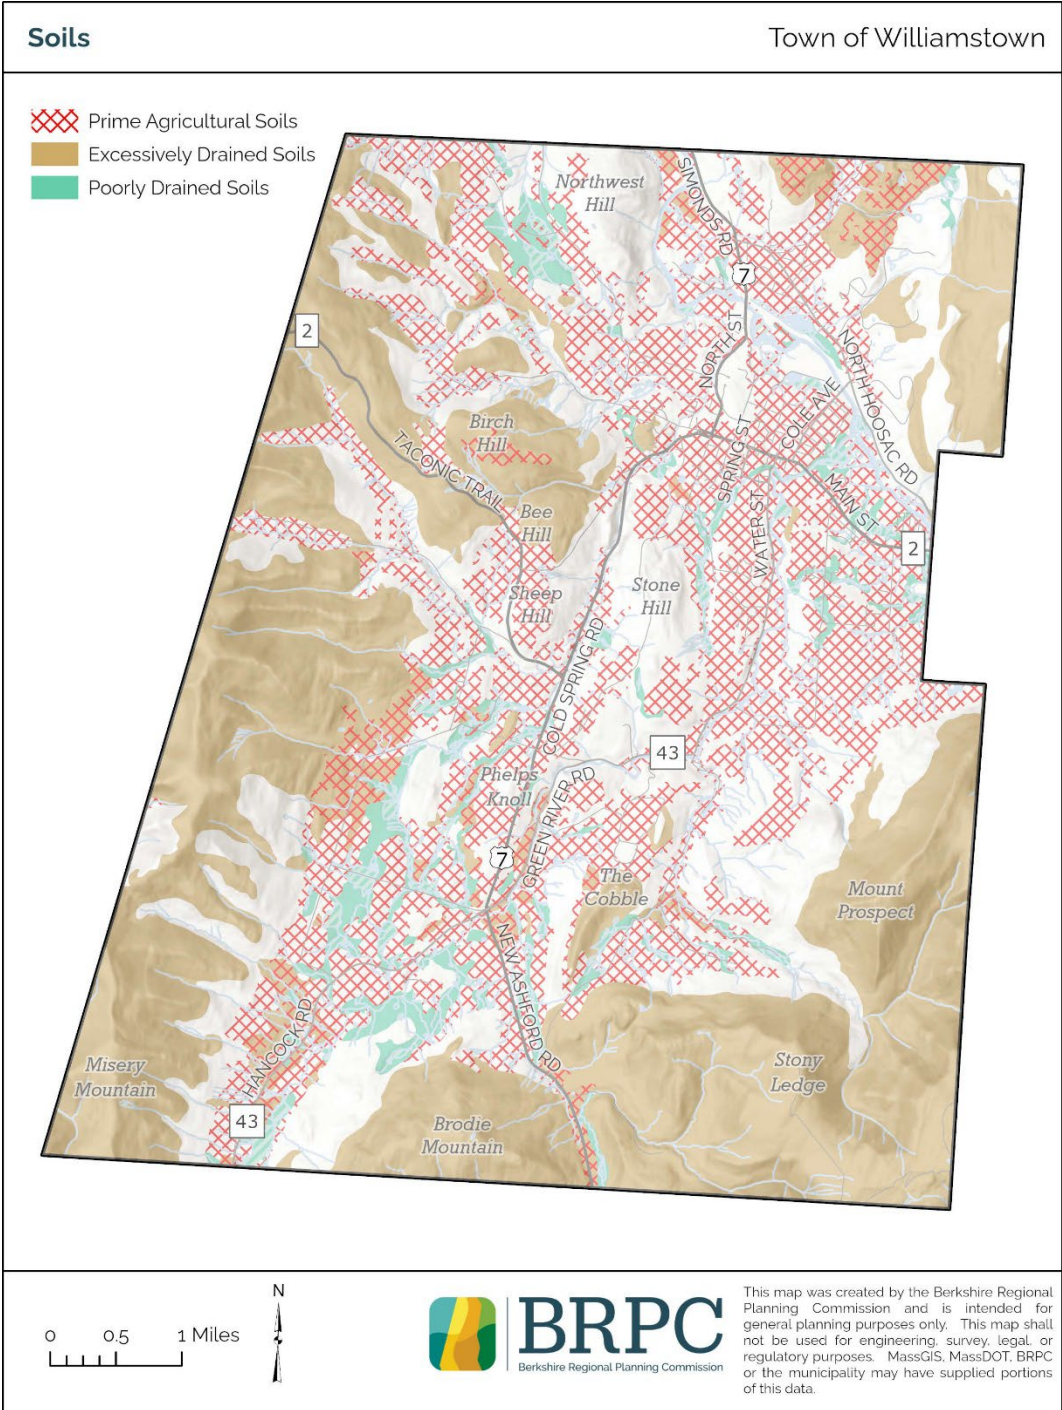 Soils
Town of Williamstown
Prime Agricultural Soils
Excessively Drained Soils
Poorly Drained Soils
Northwest
Hill
SIMONDS RD
7
2
NORTH ST
NORTH HOOSAC RD
COLE AVE
Birch
Hill
TACONIC TRAIL
SPRING ST
MAIN ST
WATER ST
Bee
Hill
2
Sheep
Hill
Stone
Hill
COLD SPRING RD
43
Phelps
Knoll
GREEN RIVER RD
7
The
Cobble
Mount
Prospect
NEW ASHFORD RD
HANCOCK RD
Misery
Mountain
Stony
Ledge
43
Brodie
Mountain
0 0.5 1 Miles
N
BRPC
Berkshire Regional Planning Commission
This map was created by the Berkshire Regional
Planning Commission and is intended for
general planning purposes only. This map shall
not be used for engineering, survey, legal, or
regulatory purposes. MassGIS, MassDOT, BRPC
or the municipality may have supplied portions
of this data.